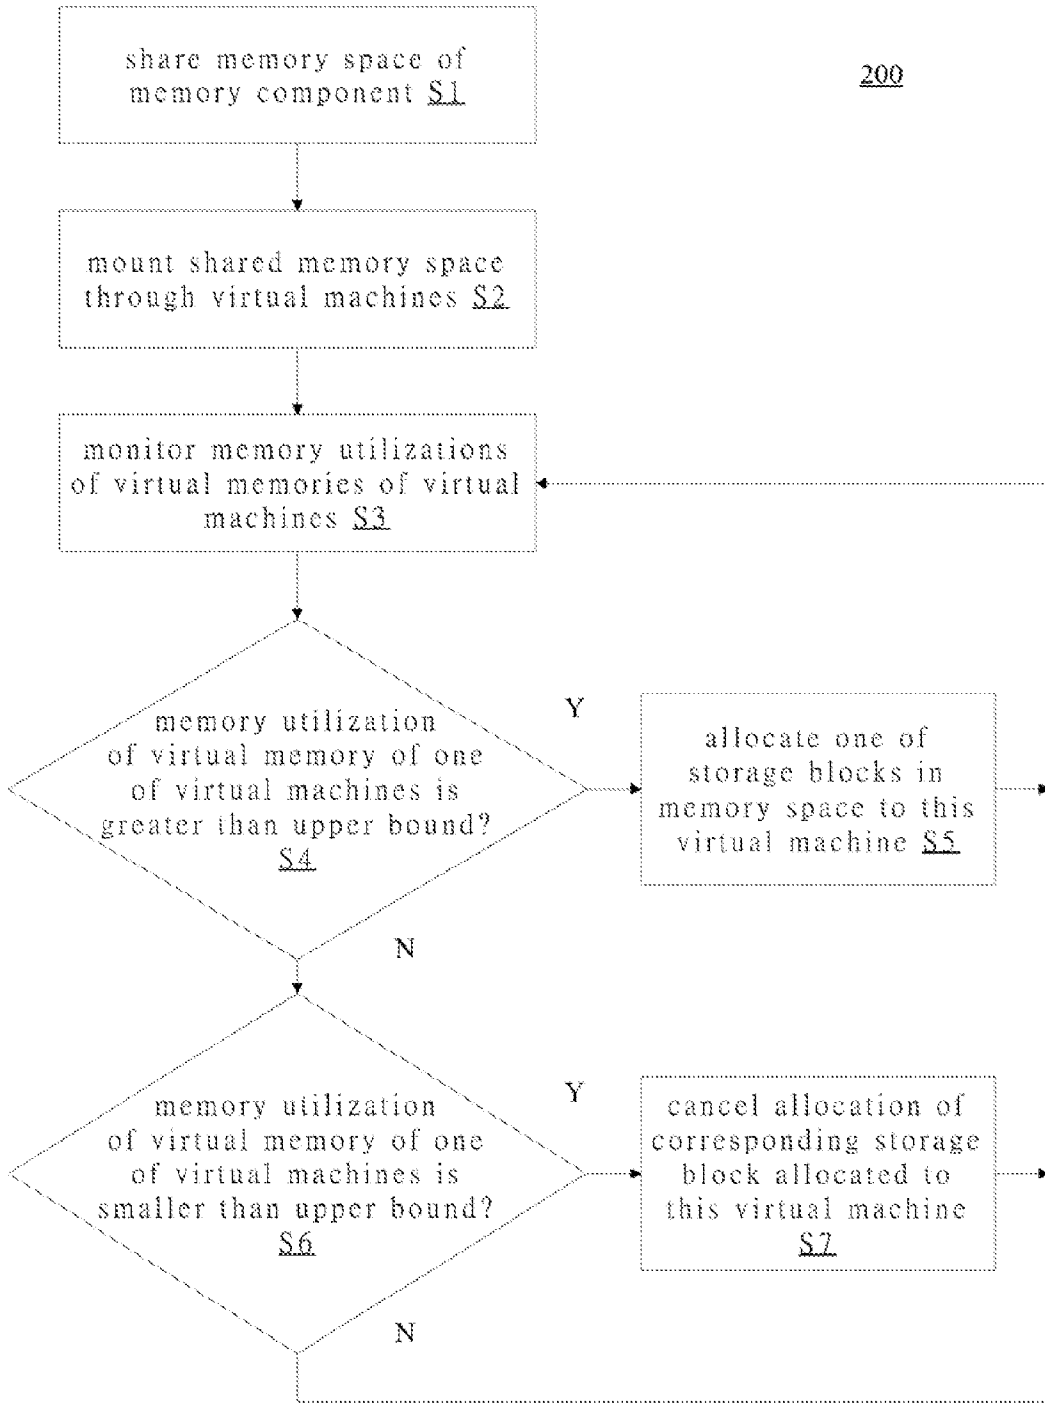 share memory space of
memory component S1
200
mount shared memory space
through virtual machines S2
monitor memory utilizations
of virtual memories of virtual
machines S3
memory utilization
of virtual memory of one
of virtual machines is
greater than upper bound?
S4
Y
allocate one of
storage blocks in
memory space to this
virtual machine S5
N
memory utilization
of virtual memory of one
of virtual machines is
smaller than upper bound?
S6
Y
cancel allocation of
corresponding storage
block allocated to
this virtual machine
S7
N